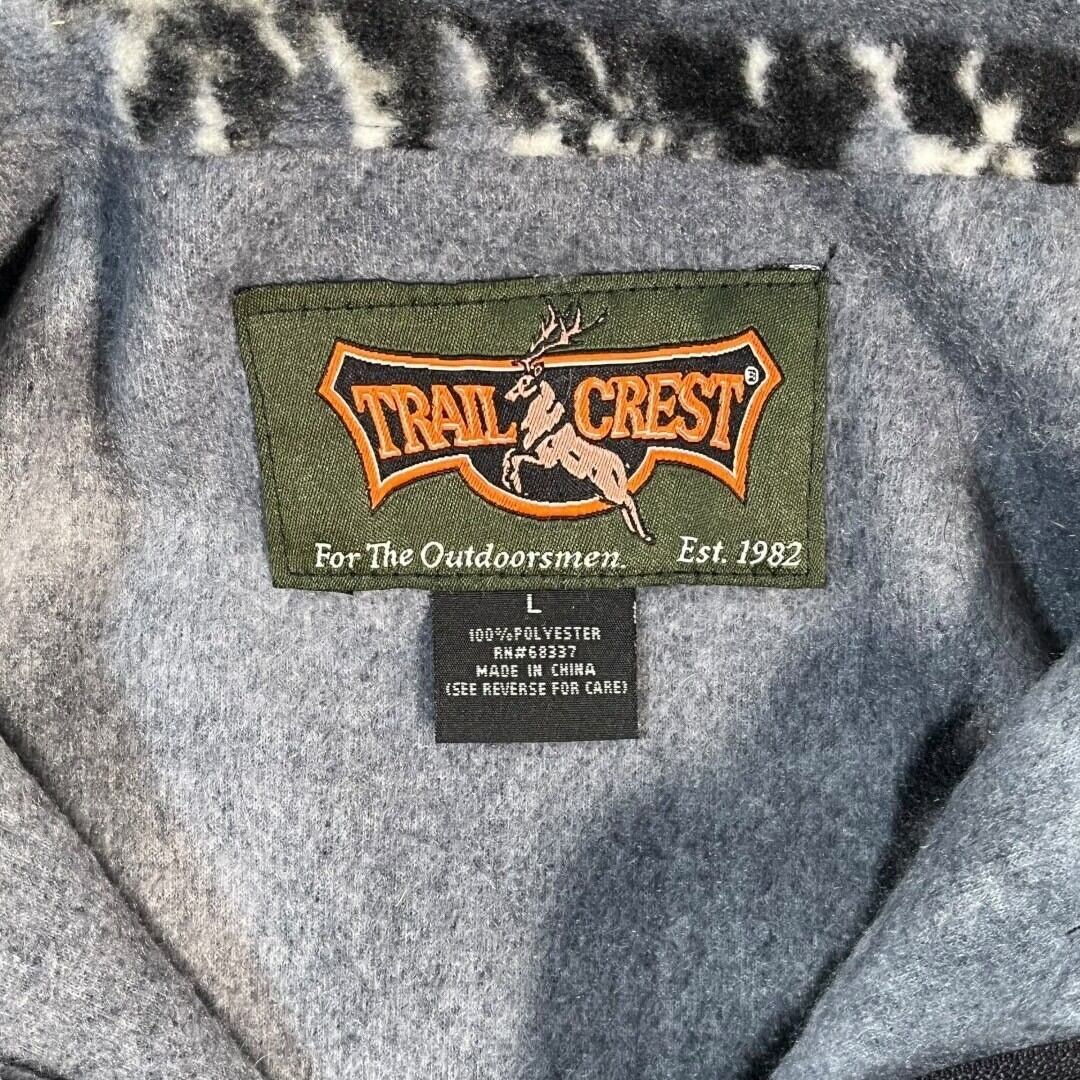 TRAIL CREST®
For The Outdoorsmen. Est. 1982
L
100% POLYESTER
RN#68337
MADE IN CHINA
(SEE REVERSE FOR CARE)